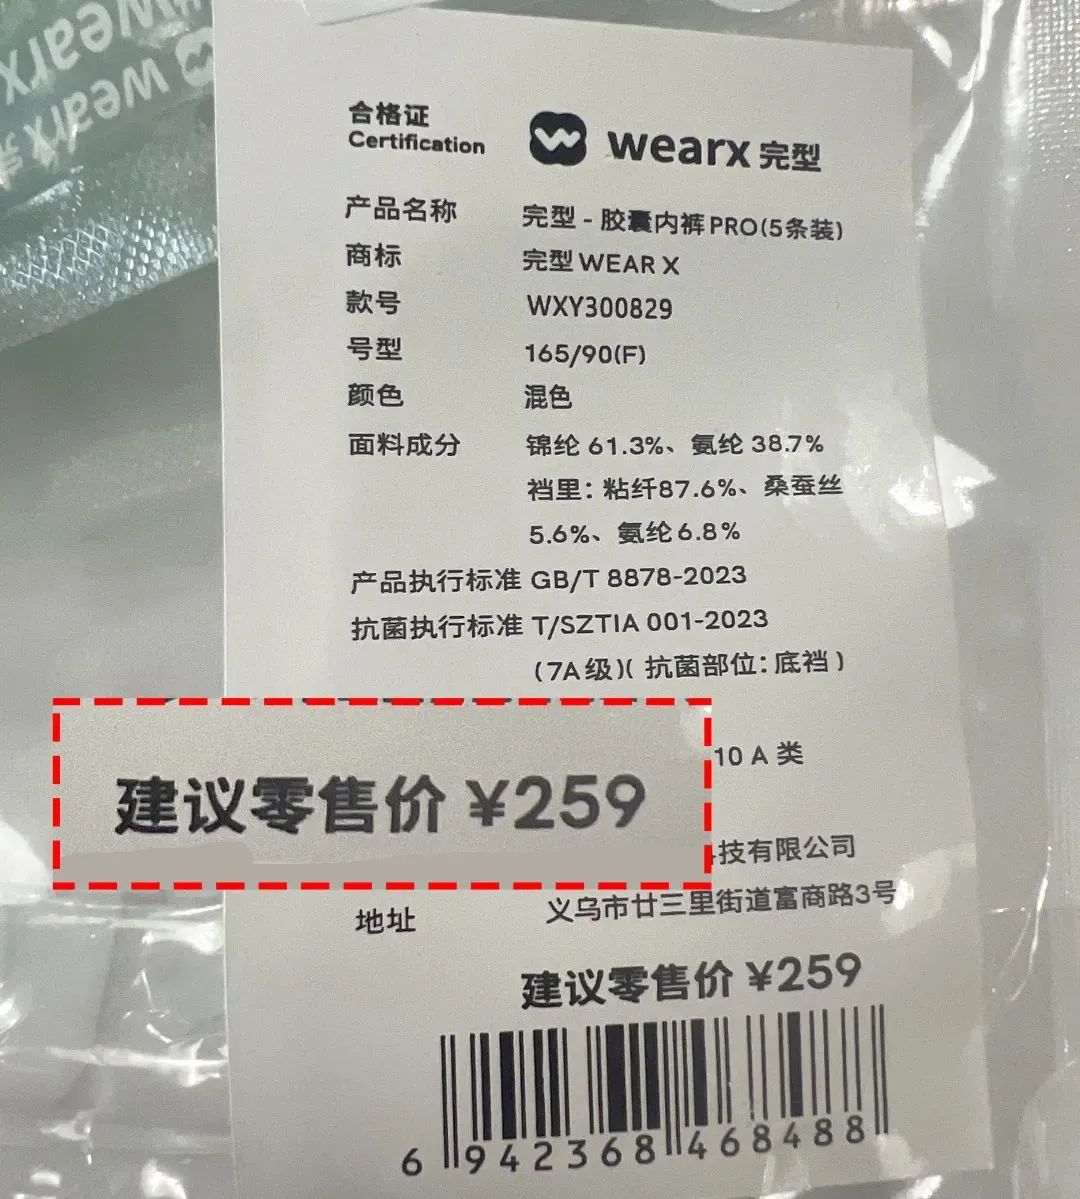 wearx
wearx
合格证
Certification
wearx 完型
产品名称 完型 - 胶囊内裤PRO(5条装)
商标 完型 WEAR X
款号 WXY300829
号型 165/90(F)
颜色 混色
面料成分 锦纶 61.3%、氨纶 38.7%
裆里: 粘纤87.6%、桑蚕丝
5.6%、氨纶 6.8%
产品执行标准 GB/T 8878-2023
抗菌执行标准 T/SZTIA 001-2023
(7A 级)( 抗菌部位: 底裆 )
10 A 类
建议零售价 ¥259
技有限公司
地址 义乌市廿三里街道富商路3号
建议零售价 ¥259
6 942368 468488